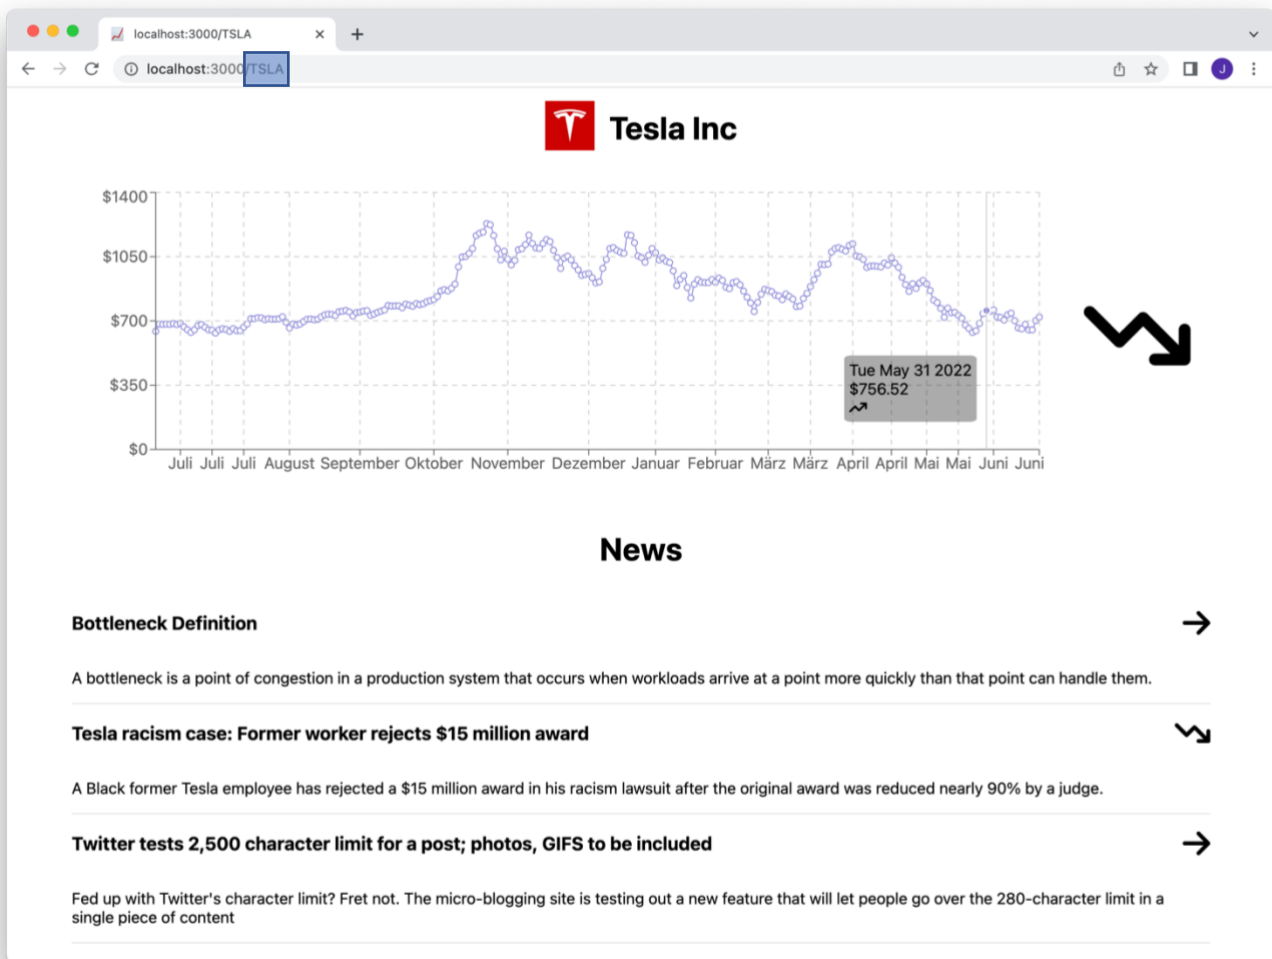 localhost:3000/TSLA
localhost:3000/TSLA
J
Tesla Inc
$1400
$1050
$700
$350
$0
Tue May 31 2022
$756.52
Juli Juli Juli August September Oktober November Dezember Januar Februar März März April April Mai Mai Juni Juni
News
Bottleneck Definition
A bottleneck is a point of congestion in a production system that occurs when workloads arrive at a point more quickly than that point can handle them.
Tesla racism case: Former worker rejects $15 million award
A Black former Tesla employee has rejected a $15 million award in his racism lawsuit after the original award was reduced nearly 90% by a judge.
Twitter tests 2,500 character limit for a post; photos, GIFS to be included
Fed up with Twitter's character limit? Fret not. The micro-blogging site is testing out a new feature that will let people go over the 280-character limit in a
single piece of content